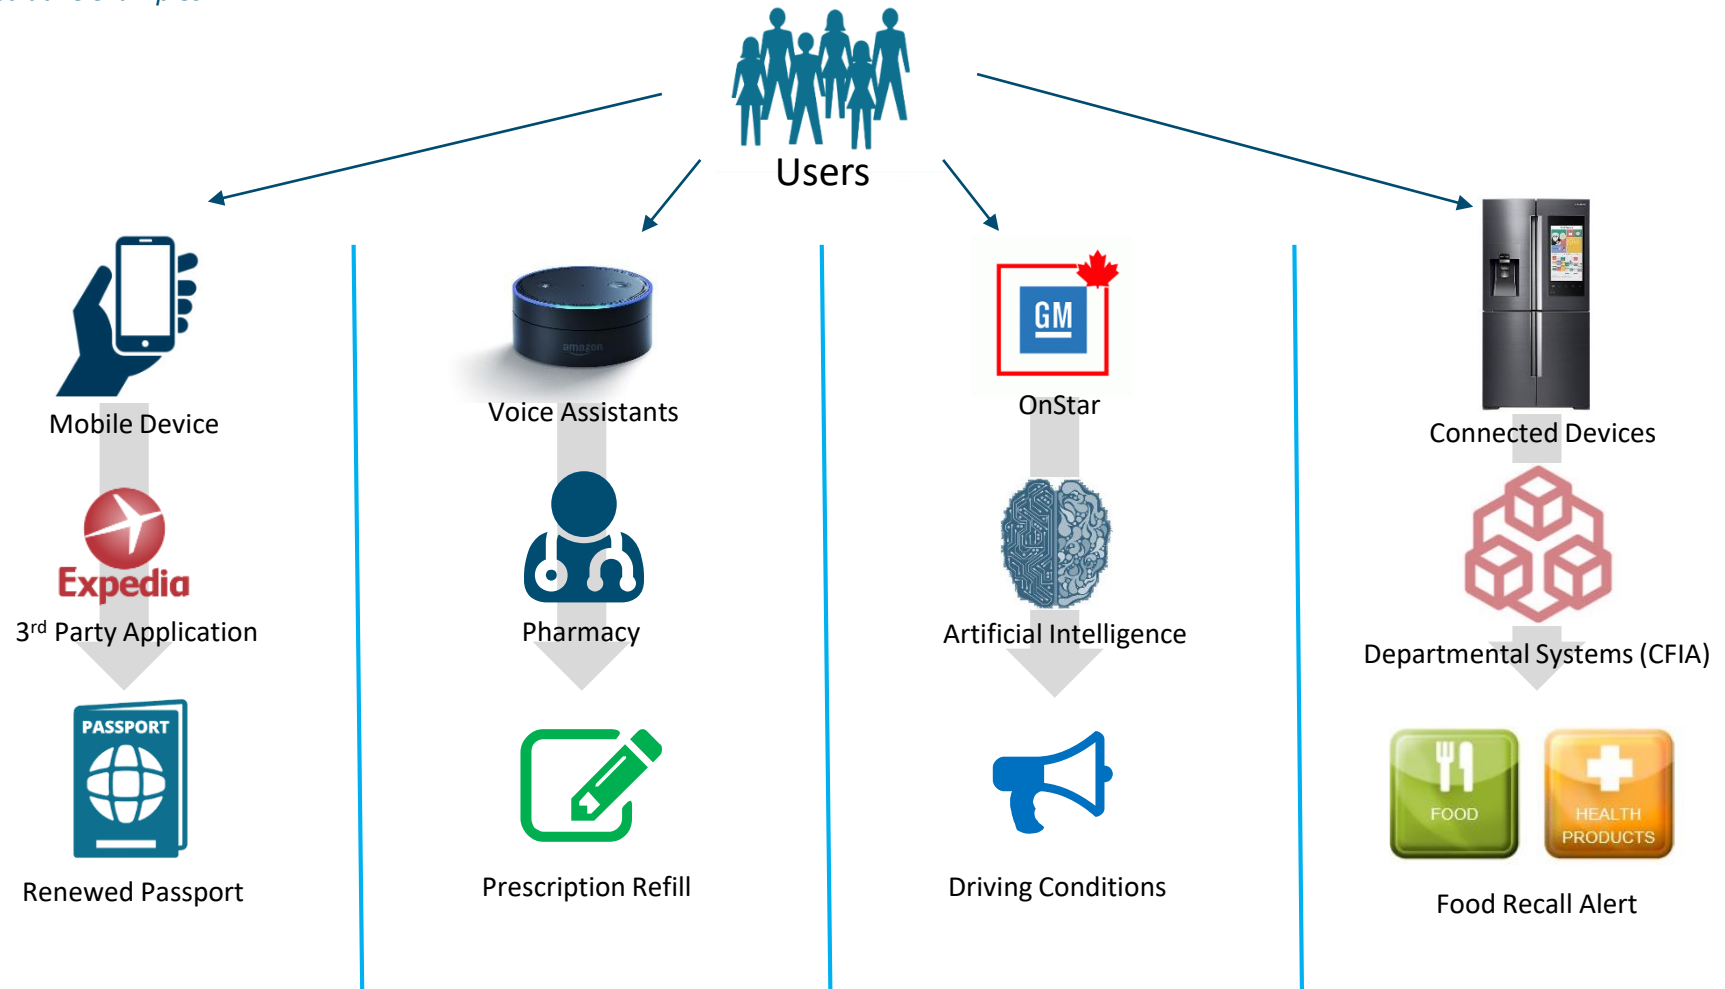 Users
GM
amazon
Mobile Device
Voice Assistants
OnStar
Connected Devices
Expedia
3rd Party Application
Pharmacy
Artificial Intelligence
Departmental Systems (CFIA)
PASSPORT
FOOD
HEALTH
PRODUCTS
Renewed Passport
Prescription Refill
Driving Conditions
Food Recall Alert